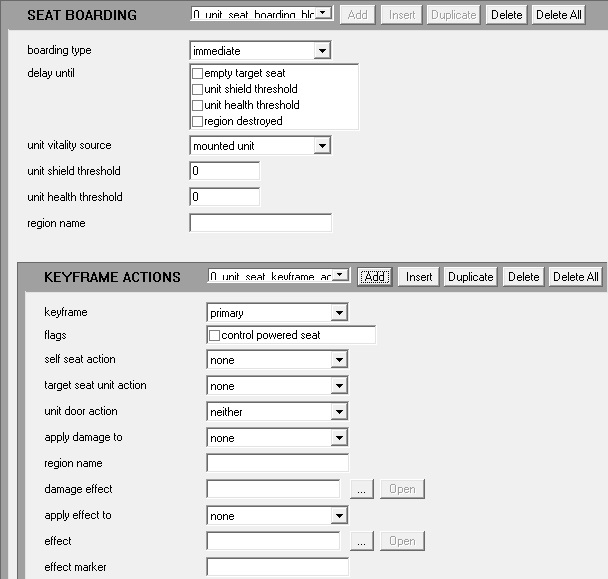 SEAT BOARDING 0 unit_seat_boarding_blo Add Insert Duplicate Delete Delete All
boarding type immediate
delay until empty target seat
unit shield threshold
unit health threshold
region destroyed
unit vitality source mounted unit
unit shield threshold 0
unit health threshold 0
region name
KEYFRAME ACTIONS 0 unit_seat_keyframe_ac Add Insert Duplicate Delete Delete All
keyframe primary
flags control powered seat
self seat action none
target seat unit action none
unit door action neither
apply damage to none
region name
damage effect ... Open
apply effect to none
effect ... Open
effect marker